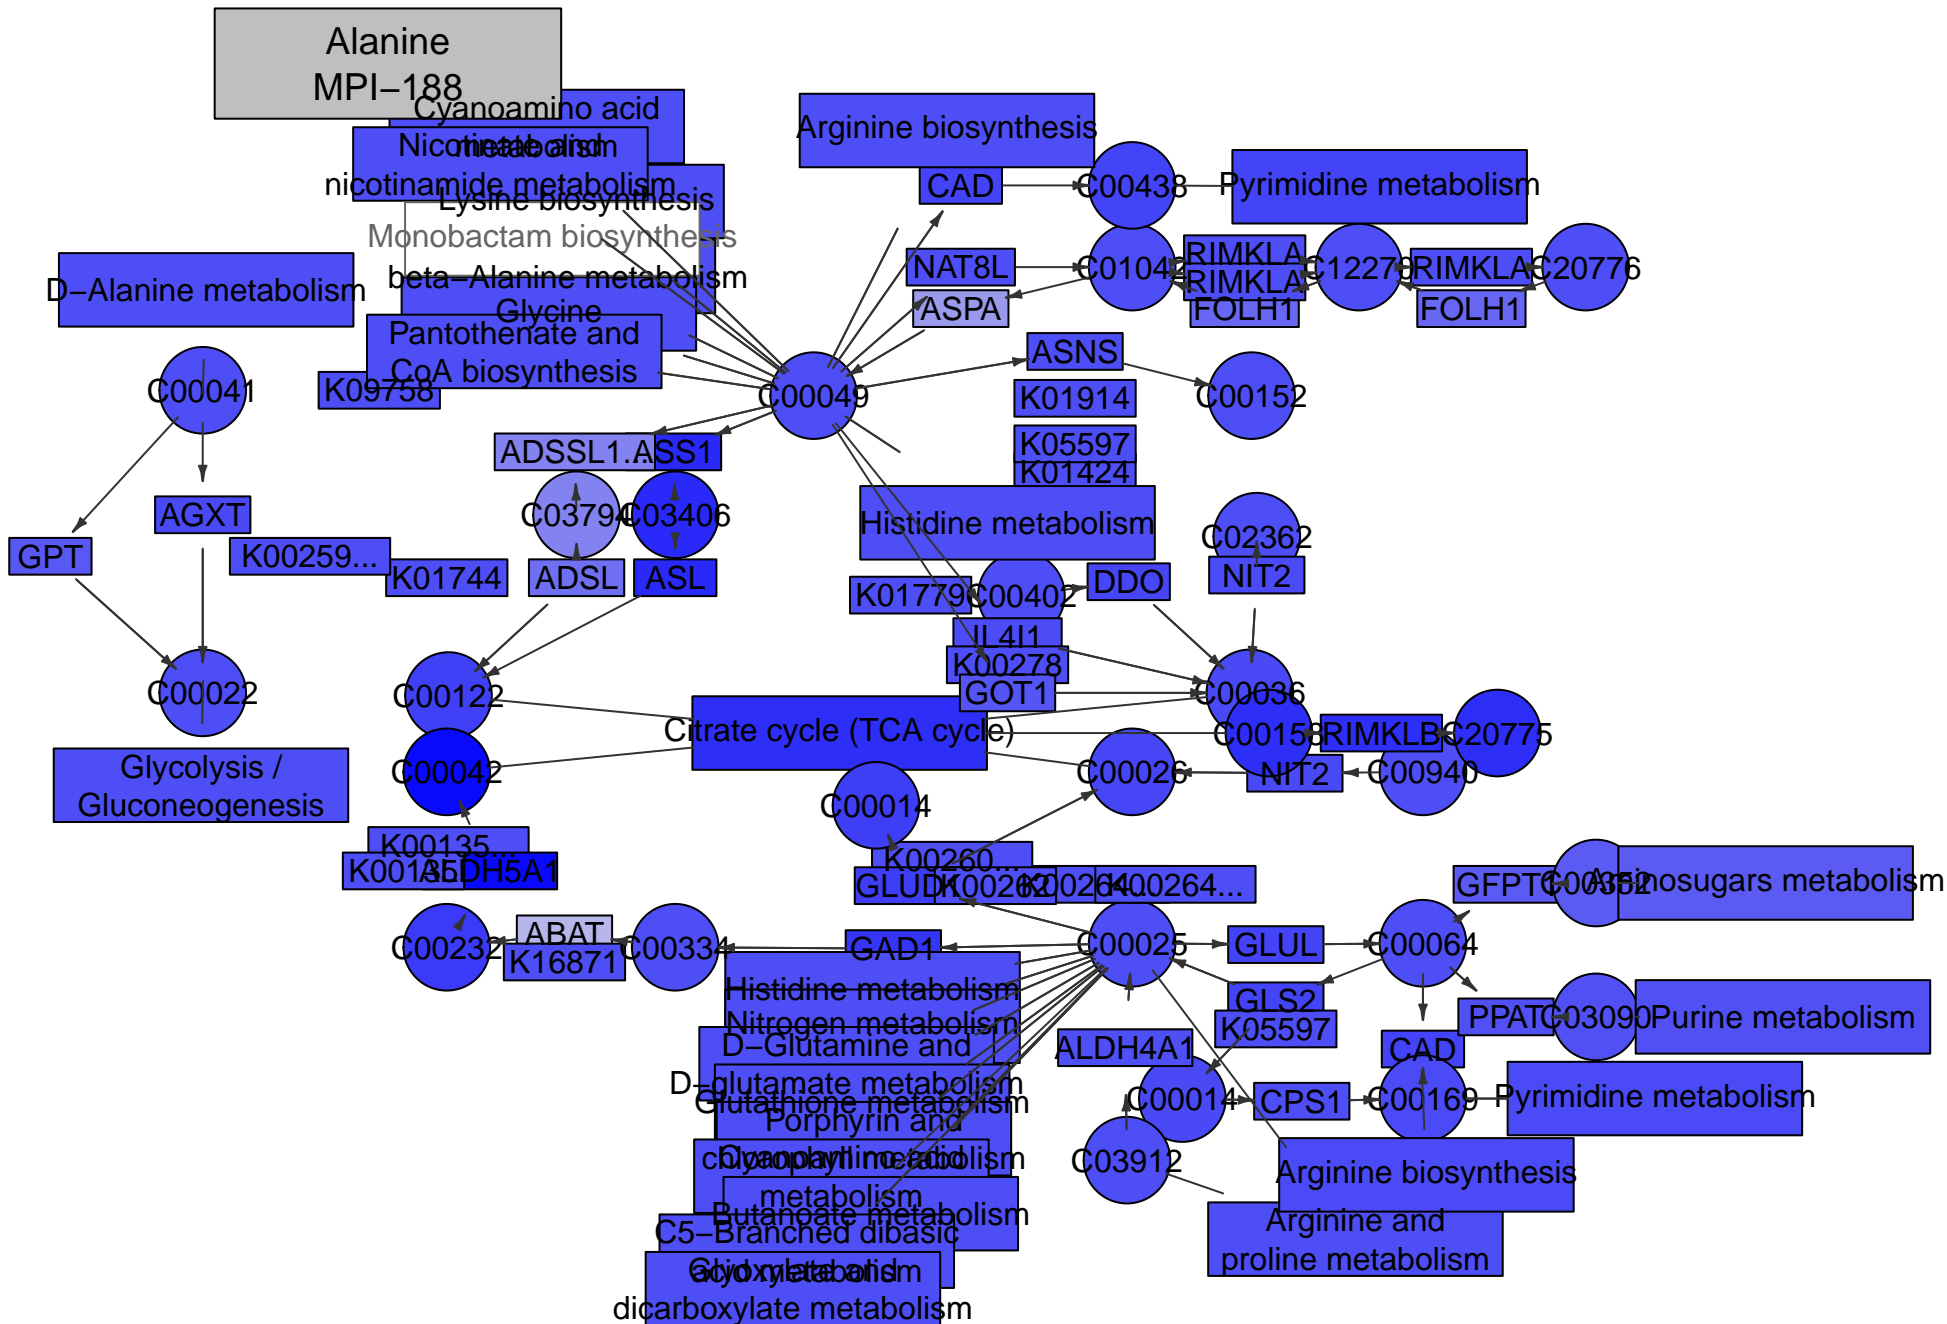 Alanine
MPI−188
Cyanoamino acid
metabolism
Nicotinate and
nicotinamide metabolism
Lysine biosynthesis
Monobactam biosynthesis
beta−Alanine metabolism
Glycine
Pantothenate and
CoA biosynthesis
D−Alanine metabolism
Arginine biosynthesis
CAD
C00438
Pyrimidine metabolism
NAT8L
ASPA
C01042
RIMKLA
RIMKLA
FOLH1
C12270
RIMKLA
FOLH1
C20776
C00041
K09758
C00049
ASNS
C00152
K01914
K05597
K01424
ADSSL1...
ASS1
C03794
C03406
AGXT
GPT
K00259...
K01744
ADSL
ASL
Histidine metabolism
C02362
NIT2
K01779
C00402
DDO
IL4I1
K00278
GOT1
C00022
C00122
C00036
Citrate cycle (TCA cycle)
C00158
RIMKLB
C20775
C00042
C00026
NIT2
C00940
Glycolysis /
Gluconeogenesis
C00014
K00135...
K00135...
ALDH5A1
K00260...
GLUD1
K00262
K00264...
K00264...
GFPT1
C00352
Aminosugars metabolism
C00232
ABAT
K16871
C00334
GAD1
C00025
GLUL
C00064
GLS2
K05597
PPAT
C03090
Purine metabolism
Histidine metabolism
Nitrogen metabolism
D−Glutamine and
D−glutamate metabolism
Glutathione metabolism
Porphyrin and
chlorophyll metabolism
Cyanoamino acid
metabolism
Butanoate metabolism
C5−Branched dibasic
acid metabolism
Glyoxylate and
dicarboxylate metabolism
ALDH4A1
CAD
C00014
CPS1
C00169
Pyrimidine metabolism
C03912
Arginine biosynthesis
Arginine and
proline metabolism